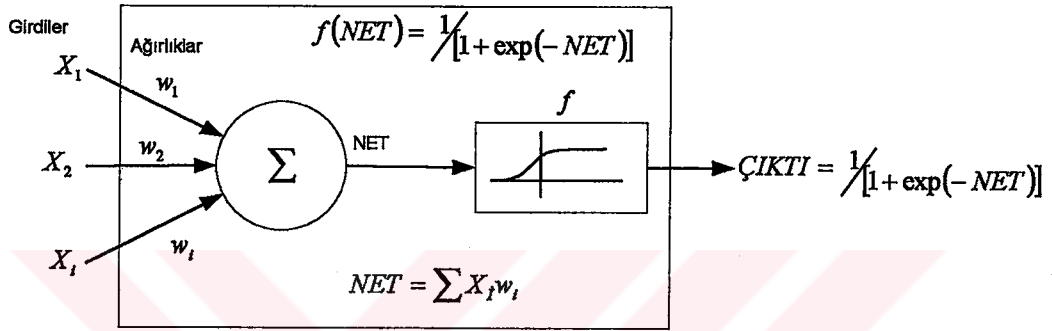 Girdiler
Ağırlıklar
f(NET) = 1/[1 + exp(− NET)]
X₁
w₁
f
X₂
w₂
Σ
NET
ÇIKTI = 1/[1 + exp(− NET)]
Xᵢ
wᵢ
NET = ∑ Xᵢwᵢ